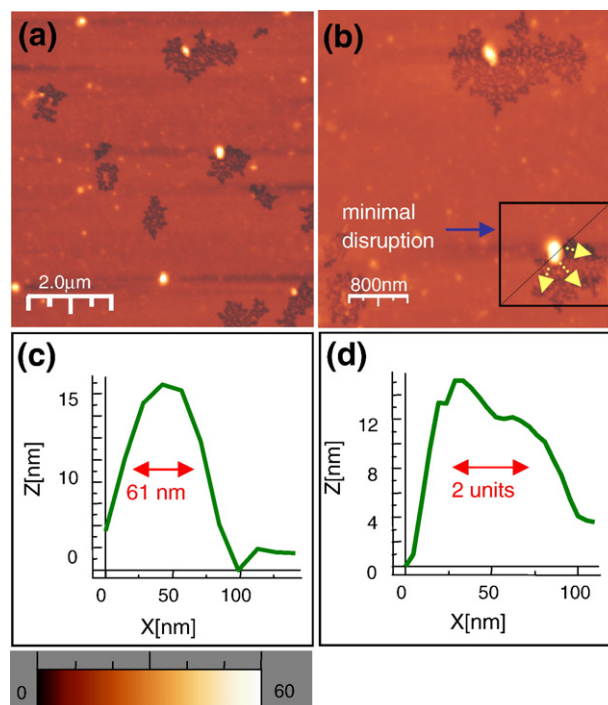 (a)
2.0μm
(b)
minimal
disruption
800nm
(c)
15
10
0
Z[nm]
61 nm
0
50
100
X[nm]
(d)
12
8
4
0
Z[nm]
2 units
0
50
100
X[nm]
0
60